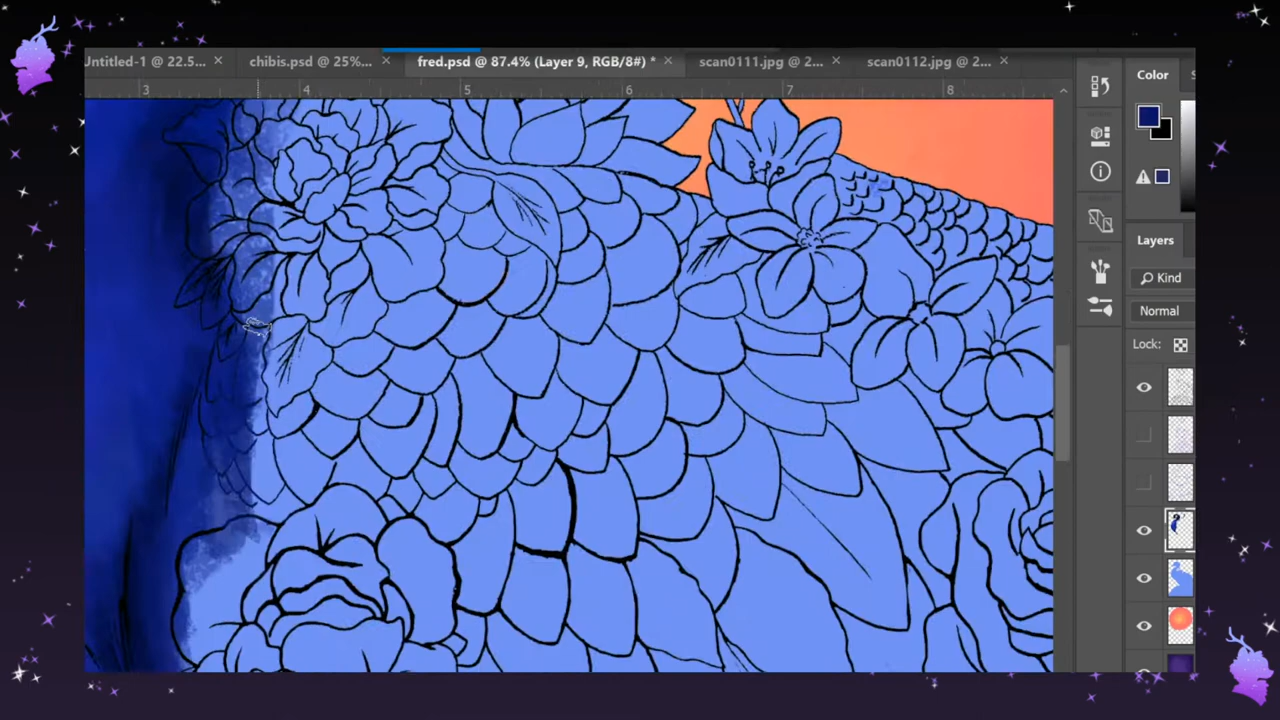 Untitled-1 @ 22.5... × chibis.psd @ 25%... × fred.psd @ 87.4% (Layer 9, RGB/8#) * × scan0111.jpg @ 2... × scan0112.jpg @ 2... ×
Color S
3 4 5 6 7 8
Layers
Kind
Normal
Lock: